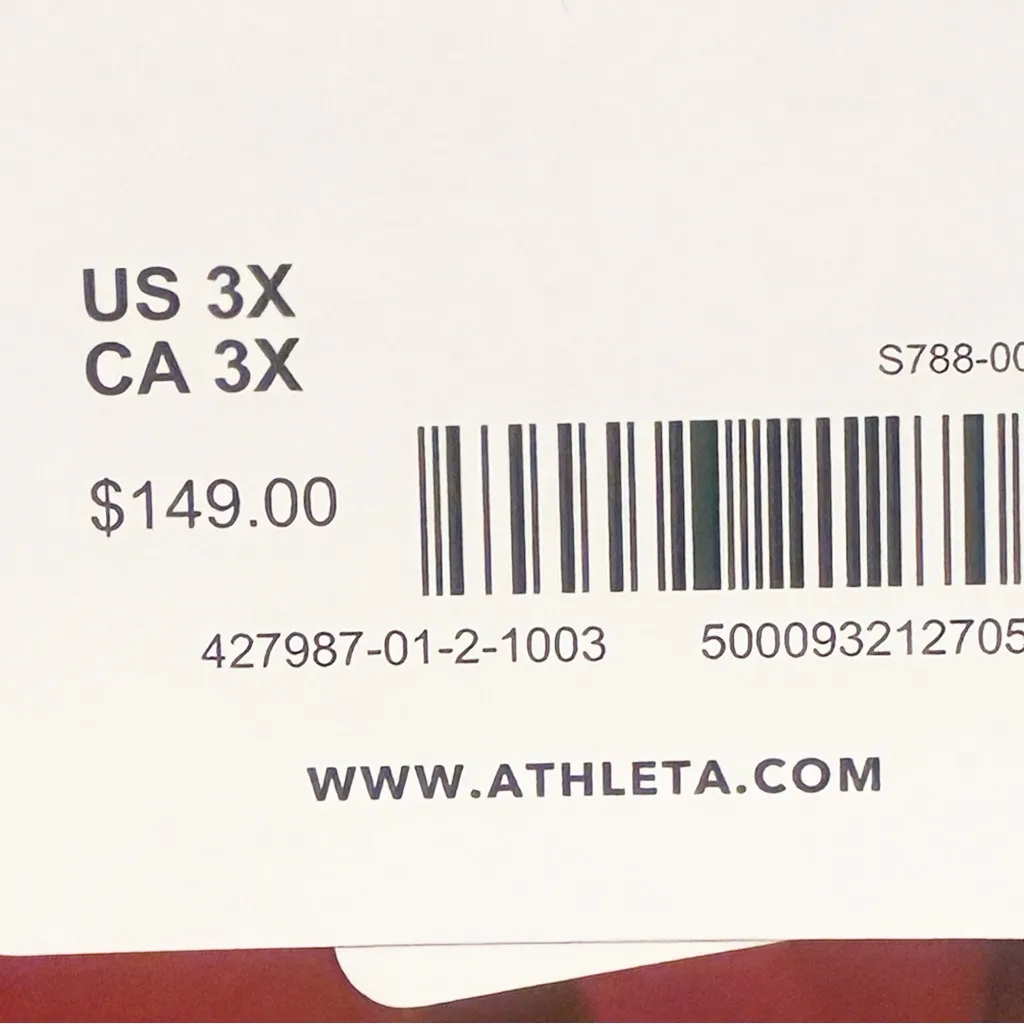 US 3X
CA 3X
S788-00
$149.00
427987-01-2-1003 500093212705
WWW.ATHLETA.COM